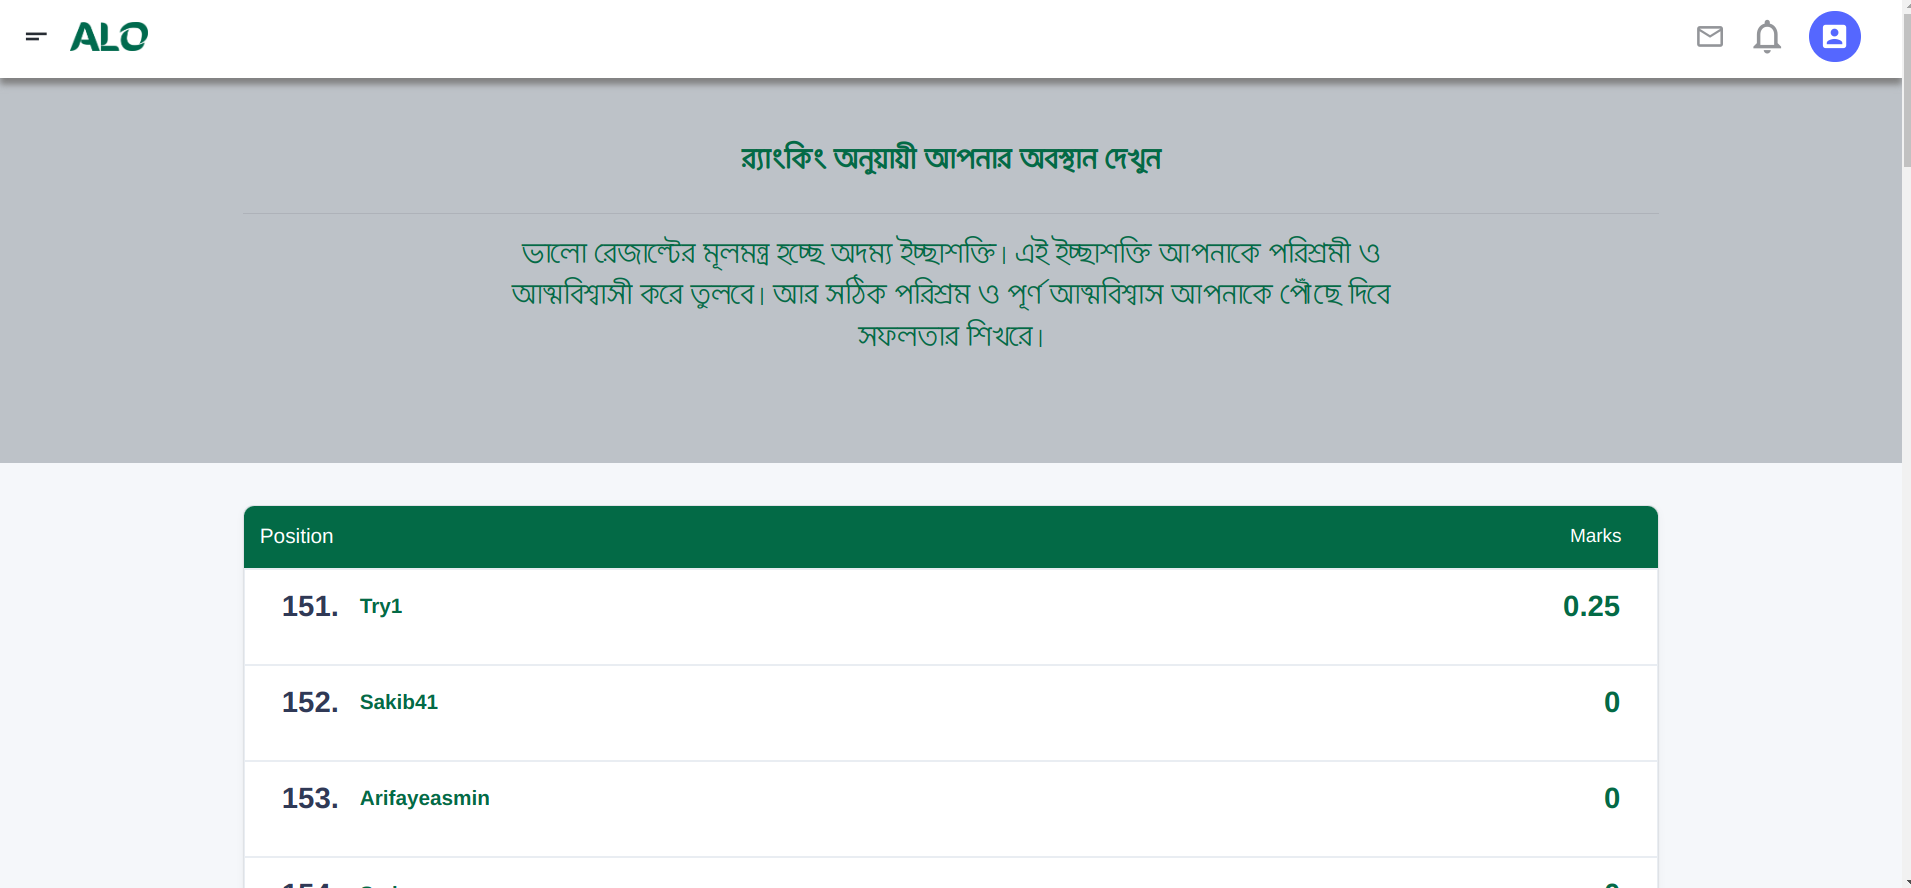 ALO
র‍্যাংকিং অনুয়ায়ী আপনার অবস্থান দেখুন
ভালো রেজাল্টের মূলমন্ত্র হচ্ছে অদম্য ইচ্ছাশক্তি। এই ইচ্ছাশক্তি আপনাকে পরিশ্রমী ও
আত্মবিশ্বাসী করে তুলবে। আর সঠিক পরিশ্রম ও পূর্ণ আত্মবিশ্বাস আপনাকে পৌঁছে দিবে
সফলতার শিখরে।
Position Marks
151. Try1 0.25
152. Sakib41 0
153. Arifayeasmin 0